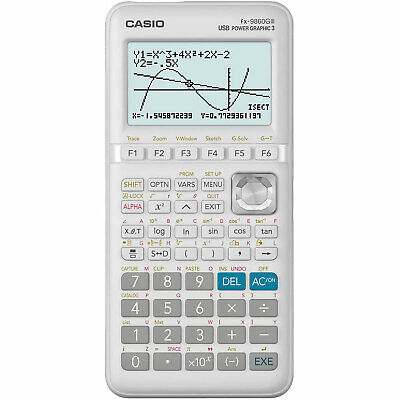 CASIO
fx-9860GIII
USB POWER GRAPHIC 3
Y1=X^3+4X²+2X-2
Y2=-.5X
ISECT
X=-1.545872239 Y=0.7729361197
Trace Zoom V-Window Sketch G-Solv G↔T
F1 F2 F3 F4 F5 F6
PRGM SET UP
SHIFT OPTN VARS MENU
A-LOCK QUIT
ALPHA x² ^ EXIT
X,θ,T log ln sin cos tan
S↔D ( ) , →
CAPTURE CLIP PASTE INS UNDO OFF
7 8 9 DEL AC/ON
CATALOG
4 5 6 × ÷
List Mat
1 2 3 + −
SPACE Ans
0 . ×10ˣ (−) EXE